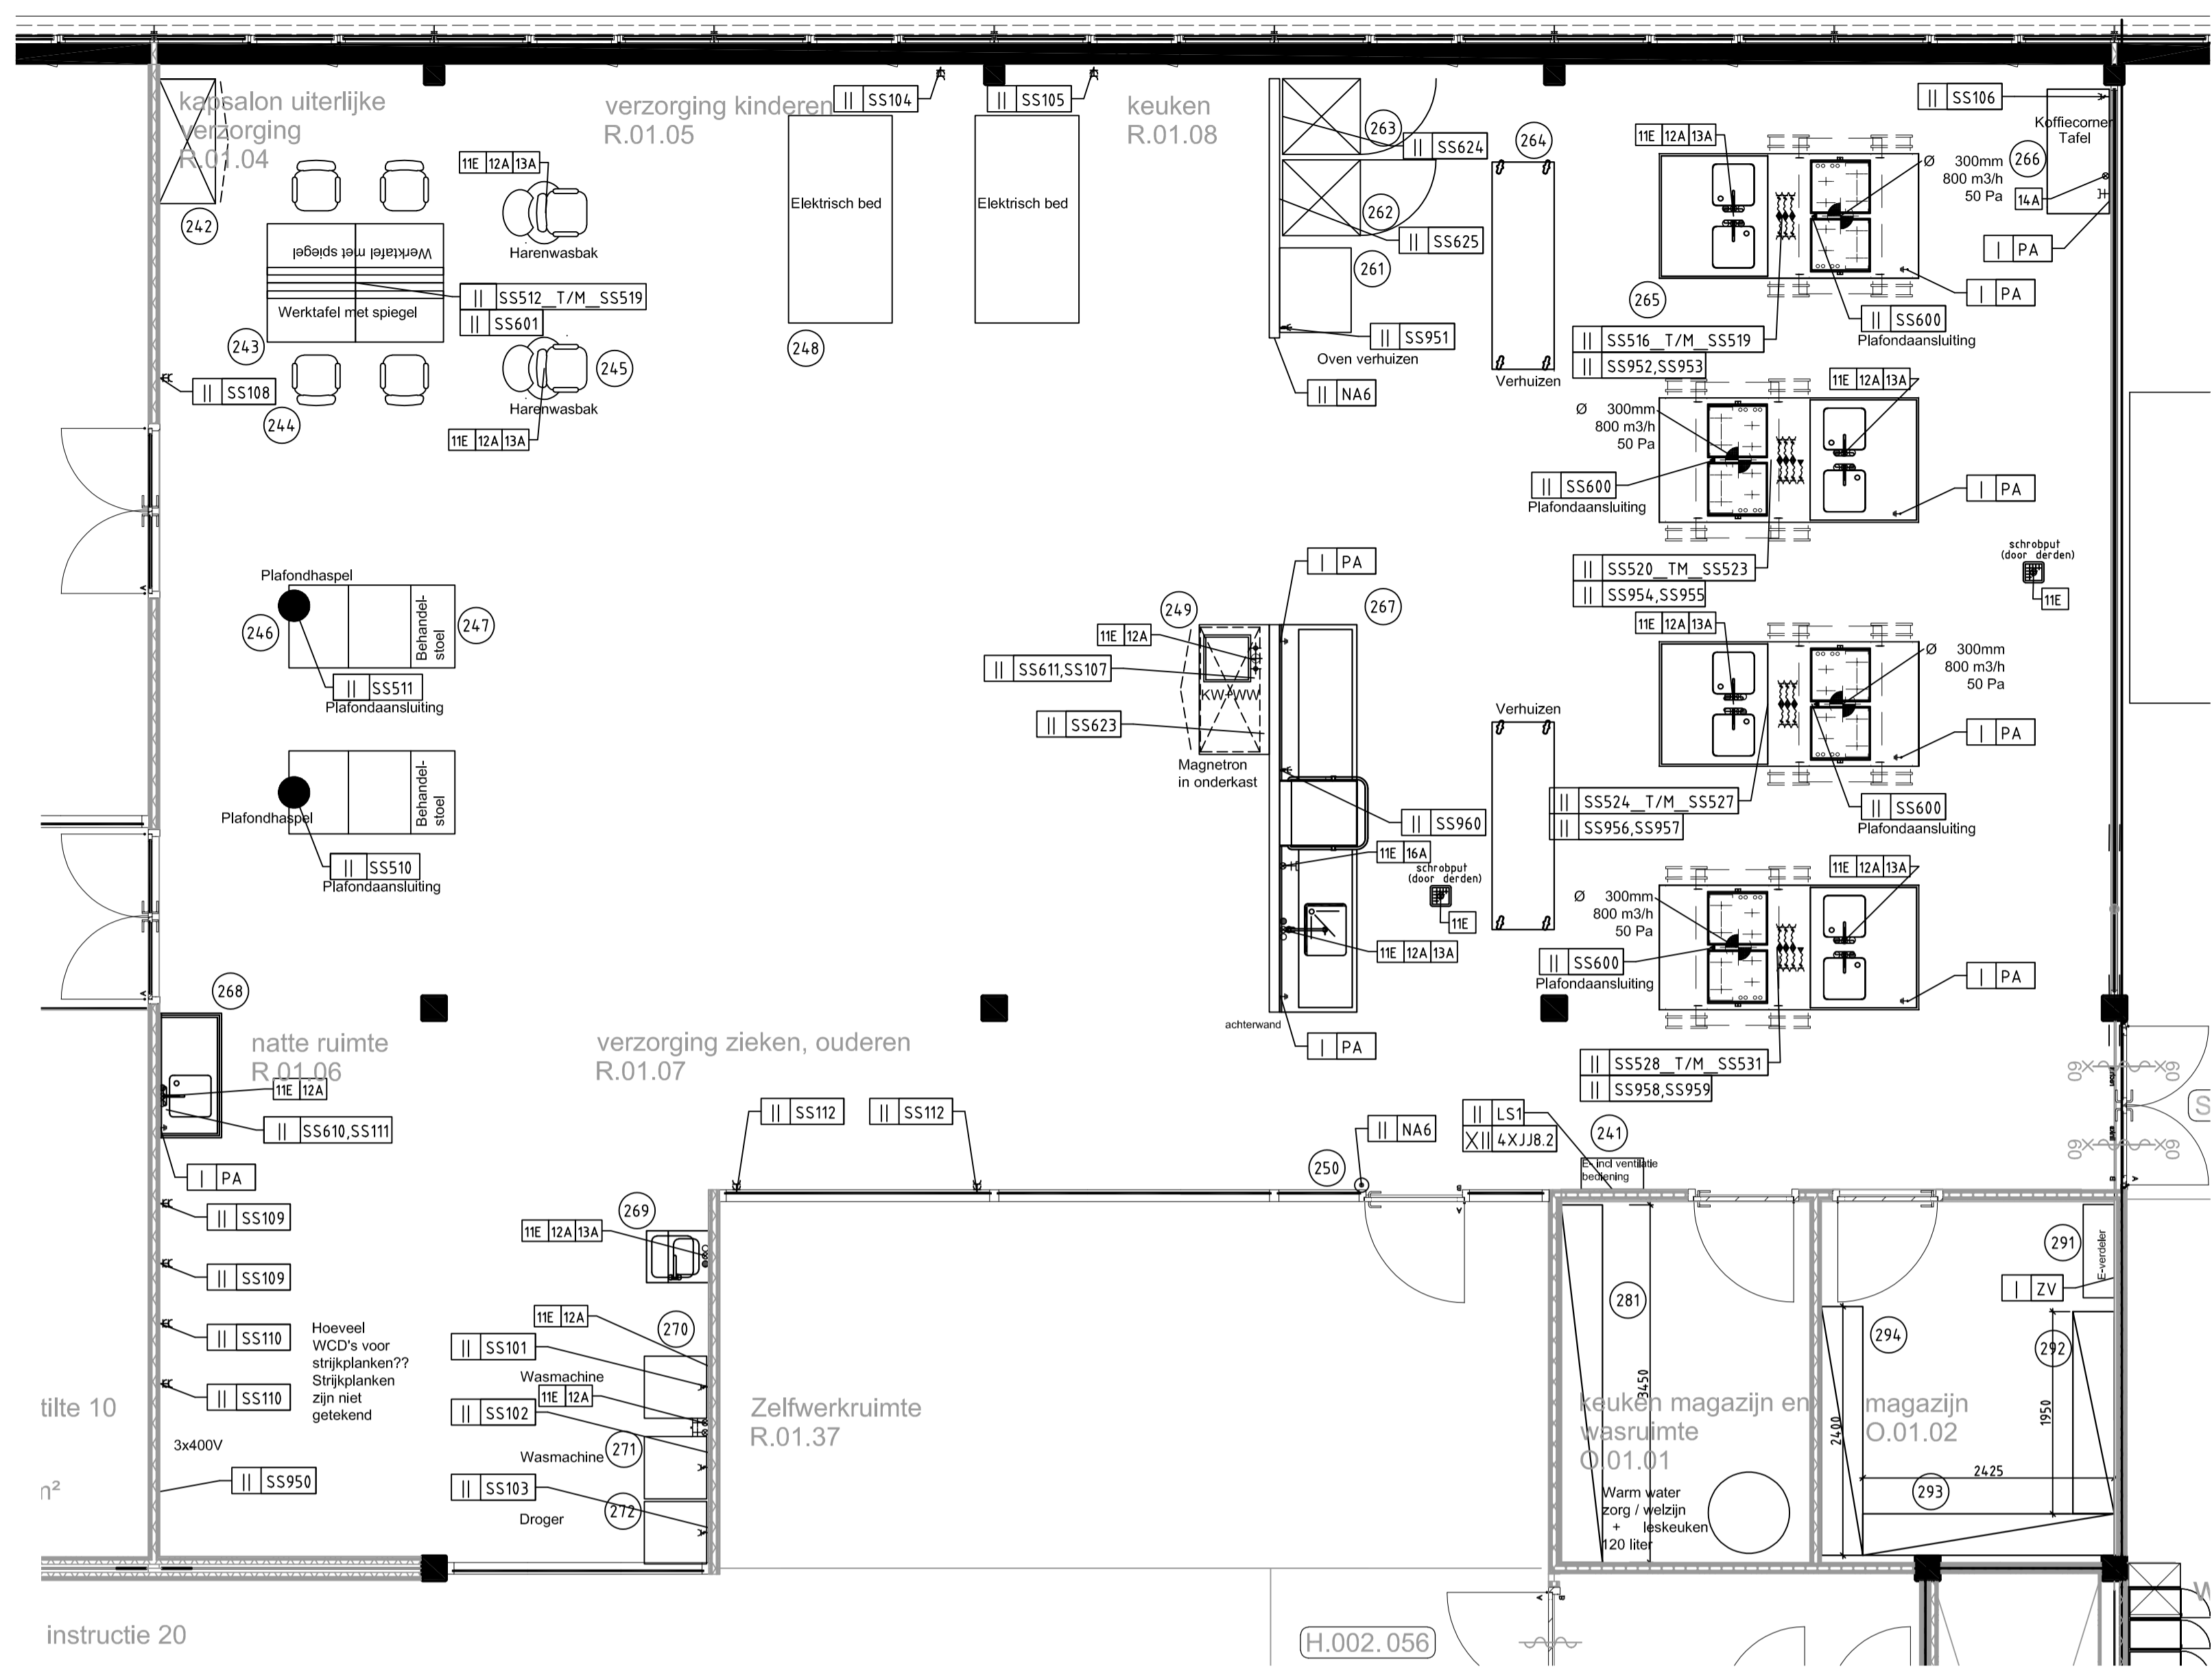 kapsalon uiterlijke
verzorging
R.01.04
242
verzorging kinderen
R.01.05
|| SS104
|| SS105
keuken
R.01.08
|| SS106
Koffiecorner
Tafel
266
14A
| PA
11E 12A 13A
Harenwasbak
Werktafel met spiegel
Werktafel met spiegel
|| SS512_T/M_SS519
|| SS601
243
244
|| SS108
245
Harenwasbak
11E 12A 13A
Elektrisch bed
Elektrisch bed
248
263
|| SS624
262
|| SS625
261
|| SS951
Oven verhuizen
|| NA6
264
Verhuizen
11E 12A 13A
Ø 300mm
800 m3/h
50 Pa
| PA
265
|| SS600
Plafondaansluiting
|| SS516_T/M_SS519
|| SS952,SS953
11E 12A 13A
Ø 300mm
800 m3/h
50 Pa
|| SS600
Plafondaansluiting
| PA
|| SS520_TM_SS523
|| SS954,SS955
schrobput
(door derden)
11E
Plafondhaspel
246
Behandel-
stoel
247
|| SS511
Plafondaansluiting
Plafondhaspel
Behandel-
stoel
|| SS510
Plafondaansluiting
| PA
267
249
11E 12A
|| SS611,SS107
KW+WW
|| SS623
Magnetron
in onderkast
|| SS960
11E 16A
schrobput
(door derden)
11E
11E 12A 13A
achterwand
| PA
Verhuizen
11E 12A 13A
Ø 300mm
800 m3/h
50 Pa
| PA
|| SS600
Plafondaansluiting
|| SS524_T/M_SS527
|| SS956,SS957
11E 12A 13A
Ø 300mm
800 m3/h
50 Pa
|| SS600
Plafondaansluiting
| PA
|| SS528_T/M_SS531
|| SS958,SS959
268
natte ruimte
R.01.06
11E 12A
|| SS610,SS111
| PA
verzorging zieken, ouderen
R.01.07
|| SS112
|| SS112
|| NA6
250
|| LS1
XII 4XJJ8.2
241
E- incl ventilatie
bediening
60
60
60
60
S
|| SS109
|| SS109
|| SS110
|| SS110
Hoeveel
WCD's voor
strijkplanken??
Strijkplanken
zijn niet
getekend
3x400V
|| SS950
269
11E 12A 13A
270
11E 12A
|| SS101
Wasmachine
11E 12A
|| SS102
271
Wasmachine
|| SS103
272
Droger
Zelfwerkruimte
R.01.37
281
3450
keuken magazijn en
wasruimte
O.01.01
Warm water
zorg / welzijn
+ leskeuken
120 liter
291
E-verdeler
| ZV
294
292
2400
1950
magazijn
O.01.02
2425
293
tilte 10
m²
instructie 20
H.002.056
W